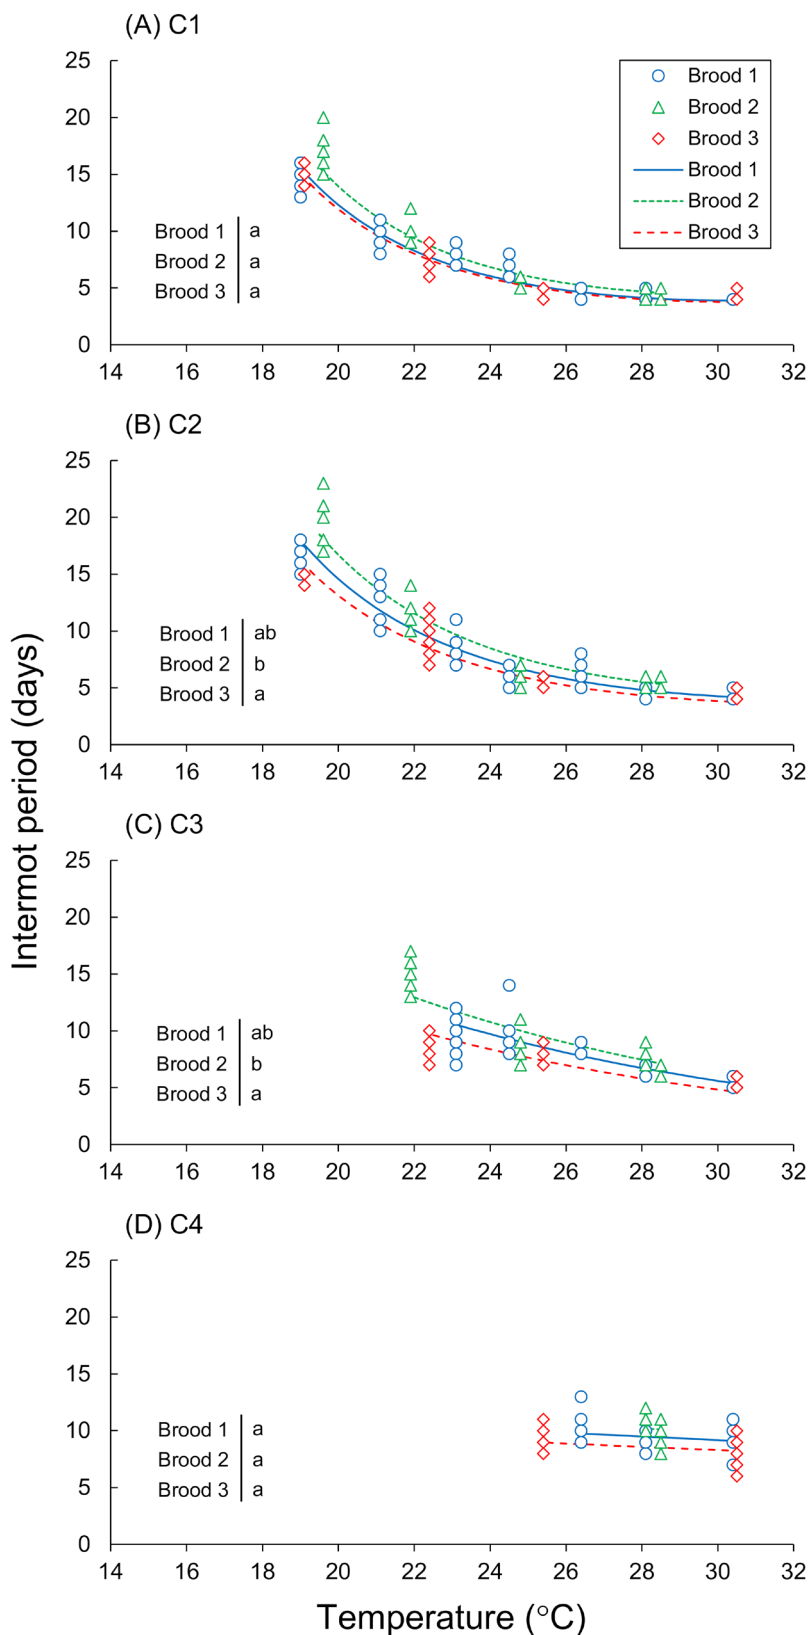 (A) C1
25
20
15
10
5
0
Brood 1
Brood 2
Brood 3
Brood 1
Brood 2
Brood 3
Brood 1 a
Brood 2 a
Brood 3 a
14 16 18 20 22 24 26 28 30 32
(B) C2
25
20
15
10
5
0
Brood 1 ab
Brood 2 b
Brood 3 a
14 16 18 20 22 24 26 28 30 32
Intermot period (days)
(C) C3
25
20
15
10
5
0
Brood 1 ab
Brood 2 b
Brood 3 a
14 16 18 20 22 24 26 28 30 32
(D) C4
25
20
15
10
5
0
Brood 1 a
Brood 2 a
Brood 3 a
14 16 18 20 22 24 26 28 30 32
Temperature (°C)